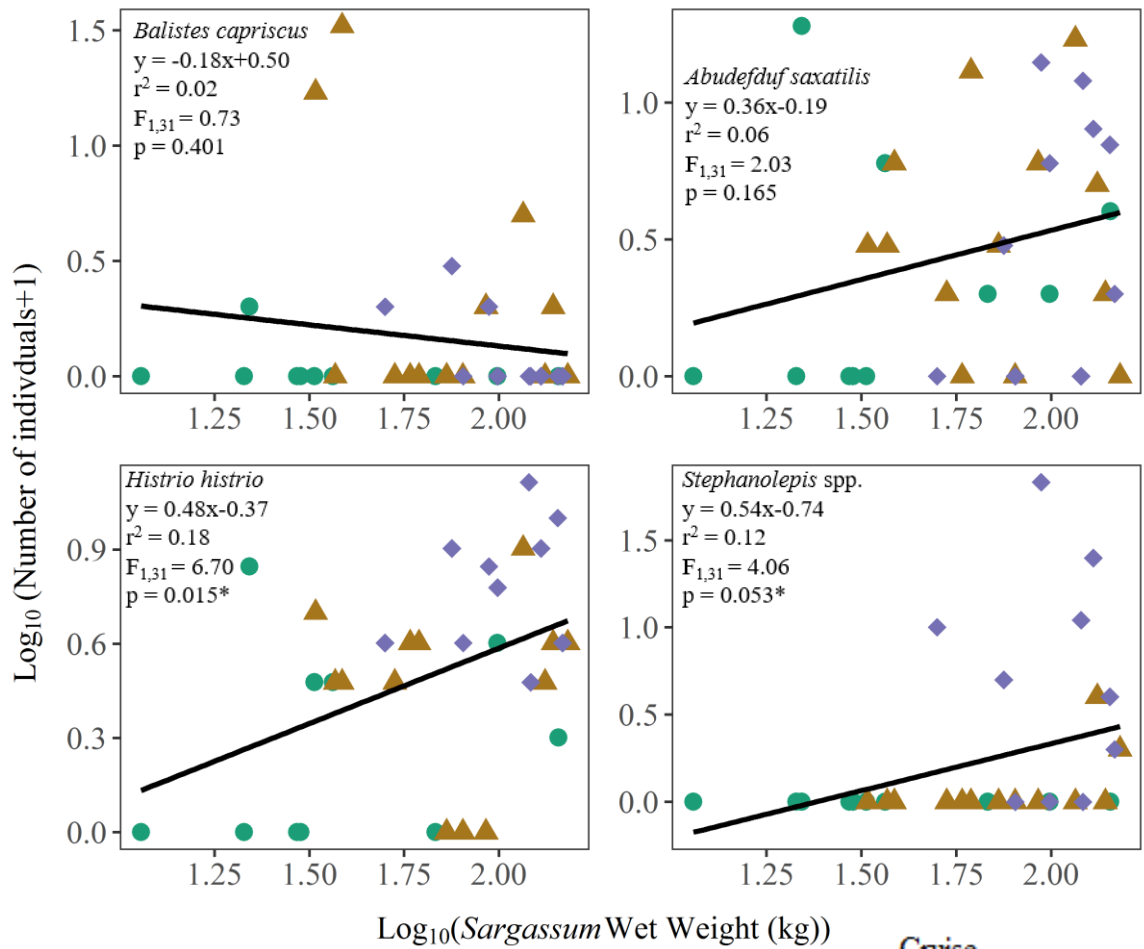 Balistes capriscus
y = -0.18x+0.50
r² = 0.02
F₁,₃₁ = 0.73
p = 0.401
1.5
1.0
0.5
0.0
1.25 1.50 1.75 2.00
Abudefduf saxatilis
y = 0.36x-0.19
r² = 0.06
F₁,₃₁ = 2.03
p = 0.165
1.0
0.5
0.0
1.25 1.50 1.75 2.00
Log₁₀ (Number of indivduals+1)
Histrio histrio
y = 0.48x-0.37
r² = 0.18
F₁,₃₁ = 6.70
p = 0.015*
0.9
0.6
0.3
0.0
1.25 1.50 1.75 2.00
Stephanolepis spp.
y = 0.54x-0.74
r² = 0.12
F₁,₃₁ = 4.06
p = 0.053*
1.5
1.0
0.5
0.0
1.25 1.50 1.75 2.00
Log₁₀(Sargassum Wet Weight (kg))